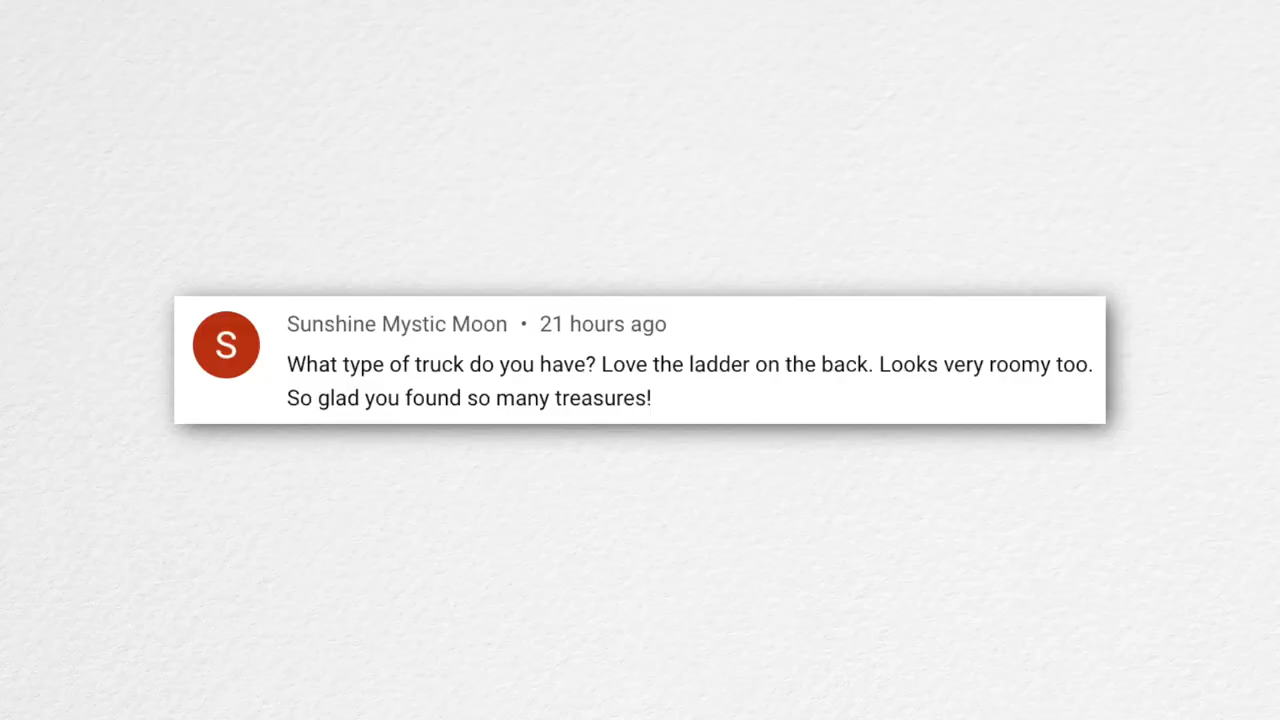 S
Sunshine Mystic Moon • 21 hours ago
What type of truck do you have? Love the ladder on the back. Looks very roomy too.
So glad you found so many treasures!